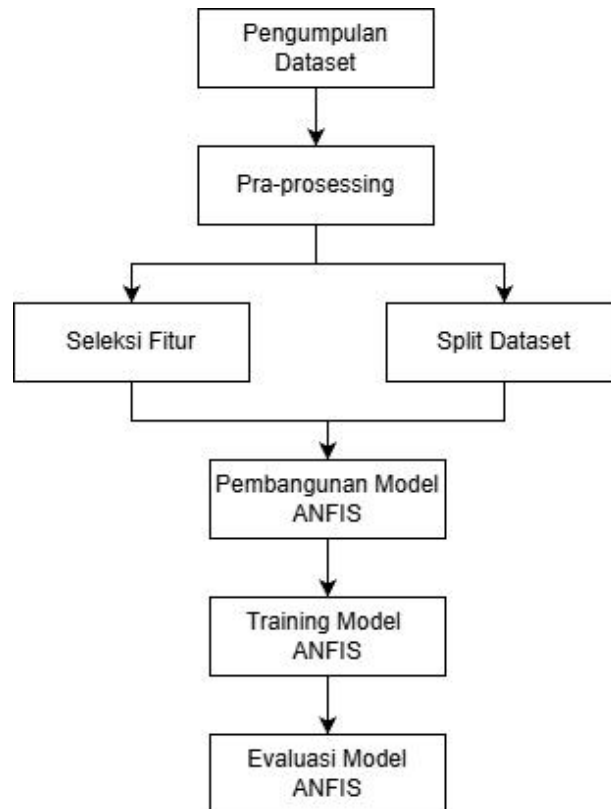 Pengumpulan
Dataset
Pra-prosessing
Seleksi Fitur
Split Dataset
Pembangunan Model
ANFIS
Training Model
ANFIS
Evaluasi Model
ANFIS